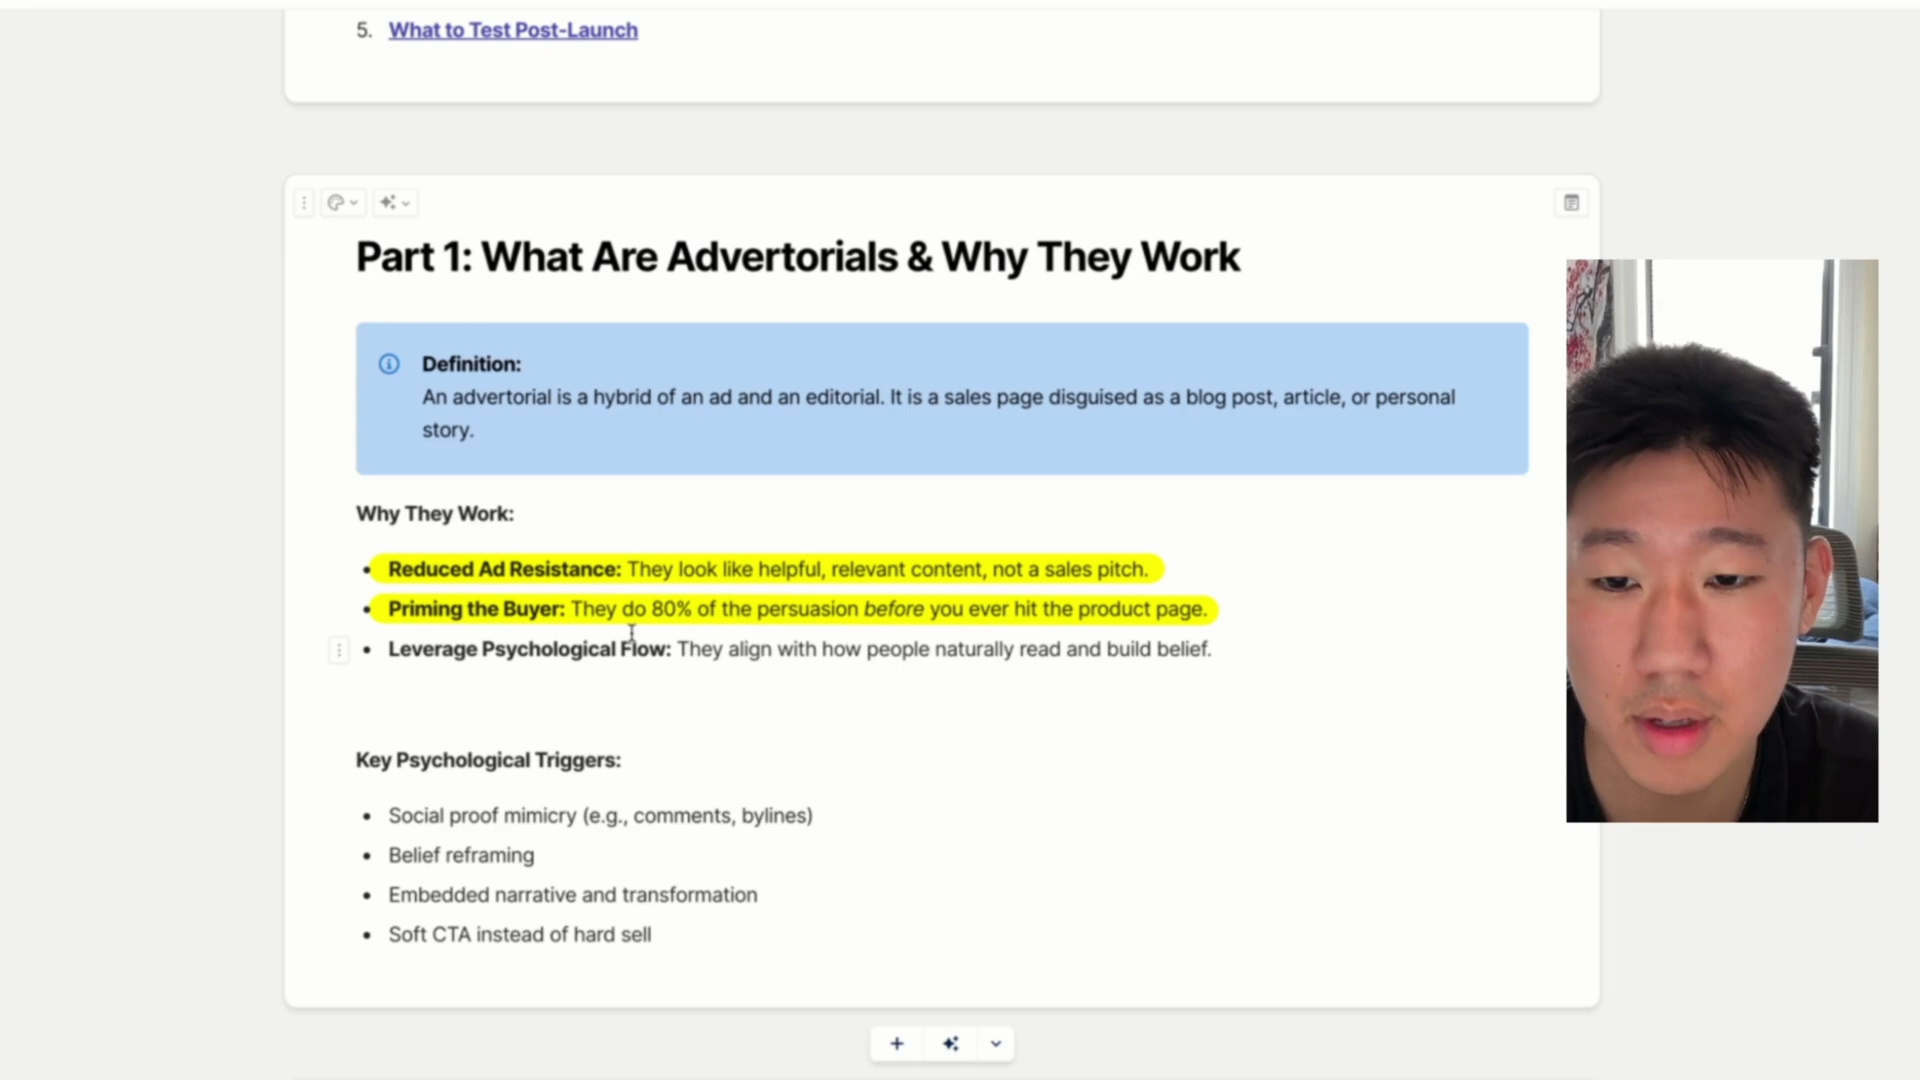 5. What to Test Post-Launch
Part 1: What Are Advertorials & Why They Work
Definition:
An advertorial is a hybrid of an ad and an editorial. It is a sales page disguised as a blog post, article, or personal
story.
Why They Work:
• Reduced Ad Resistance: They look like helpful, relevant content, not a sales pitch.
• Priming the Buyer: They do 80% of the persuasion before you ever hit the product page.
• Leverage Psychological Flow: They align with how people naturally read and build belief.
Key Psychological Triggers:
• Social proof mimicry (e.g., comments, bylines)
• Belief reframing
• Embedded narrative and transformation
• Soft CTA instead of hard sell